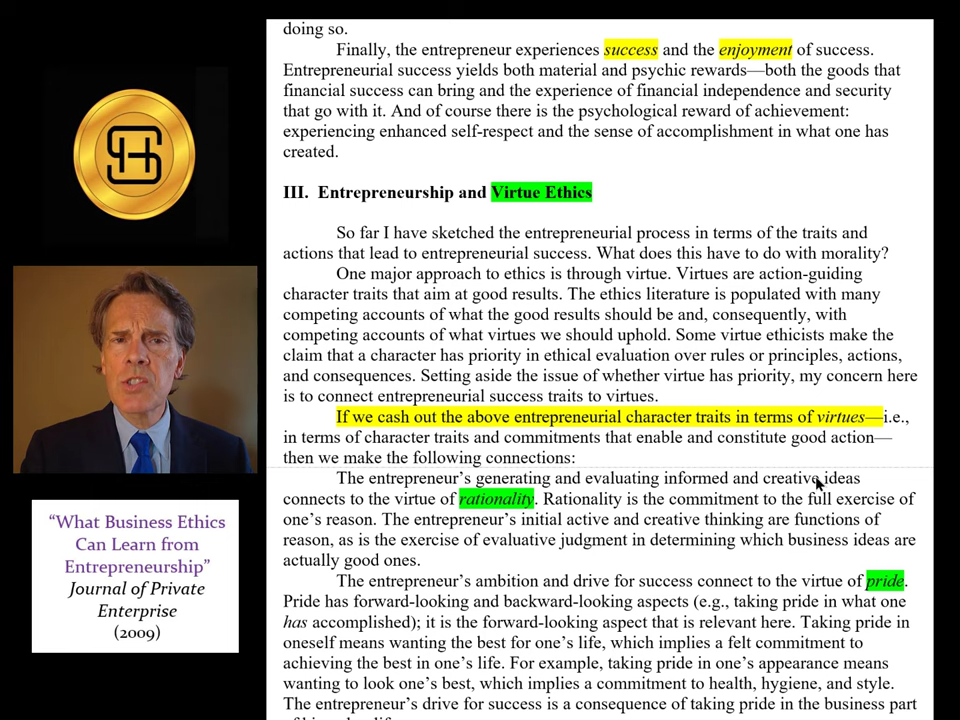 doing so.
Finally, the entrepreneur experiences success and the enjoyment of success.
Entrepreneurial success yields both material and psychic rewards—both the goods that
financial success can bring and the experience of financial independence and security
that go with it. And of course there is the psychological reward of achievement:
experiencing enhanced self-respect and the sense of accomplishment in what one has
created.
III. Entrepreneurship and Virtue Ethics
So far I have sketched the entrepreneurial process in terms of the traits and
actions that lead to entrepreneurial success. What does this have to do with morality?
One major approach to ethics is through virtue. Virtues are action-guiding
character traits that aim at good results. The ethics literature is populated with many
competing accounts of what the good results should be and, consequently, with
competing accounts of what virtues we should uphold. Some virtue ethicists make the
claim that a character has priority in ethical evaluation over rules or principles, actions,
and consequences. Setting aside the issue of whether virtue has priority, my concern here
is to connect entrepreneurial success traits to virtues.
If we cash out the above entrepreneurial character traits in terms of virtues—i.e.,
in terms of character traits and commitments that enable and constitute good action—
then we make the following connections:
The entrepreneur's generating and evaluating informed and creative ideas
connects to the virtue of rationality. Rationality is the commitment to the full exercise of
one's reason. The entrepreneur's initial active and creative thinking are functions of
reason, as is the exercise of evaluative judgment in determining which business ideas are
actually good ones.
The entrepreneur's ambition and drive for success connect to the virtue of pride.
Pride has forward-looking and backward-looking aspects (e.g., taking pride in what one
has accomplished); it is the forward-looking aspect that is relevant here. Taking pride in
oneself means wanting the best for one's life, which implies a felt commitment to
achieving the best in one's life. For example, taking pride in one's appearance means
wanting to look one's best, which implies a commitment to health, hygiene, and style.
The entrepreneur's drive for success is a consequence of taking pride in the business part
“What Business Ethics
Can Learn from
Entrepreneurship”
Journal of Private
Enterprise
(2009)